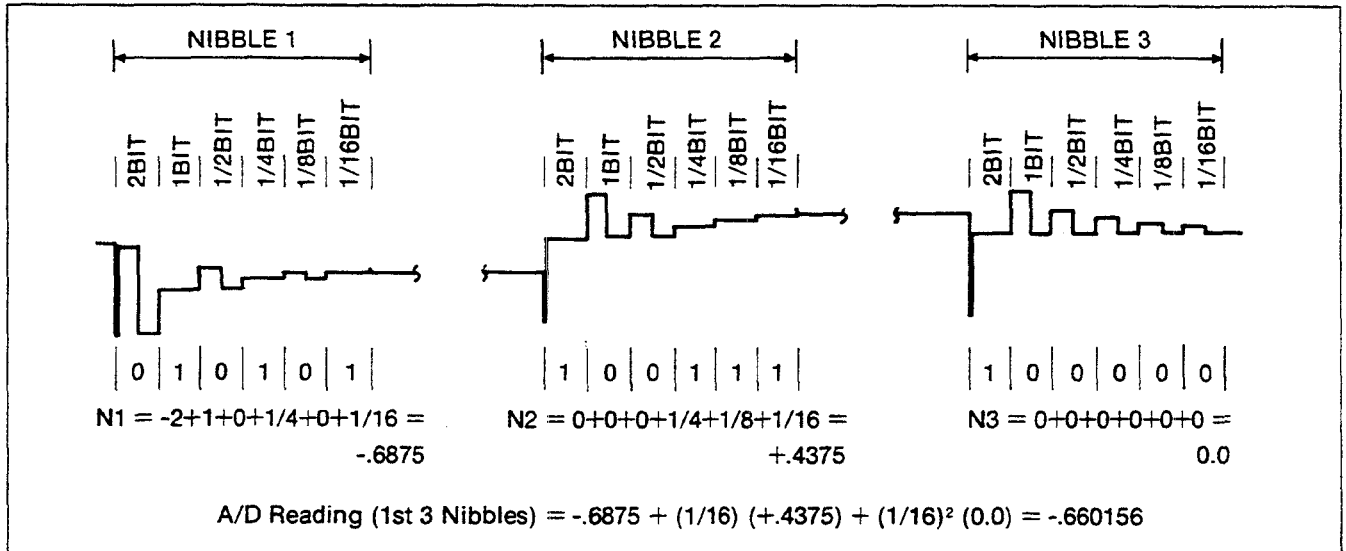 NIBBLE 1 NIBBLE 2 NIBBLE 3
2BIT 1BIT 1/2BIT 1/4BIT 1/8BIT 1/16BIT 2BIT 1BIT 1/2BIT 1/4BIT 1/8BIT 1/16BIT 2BIT 1BIT 1/2BIT 1/4BIT 1/8BIT 1/16BIT
0 1 0 1 0 1 1 0 0 1 1 1 1 0 0 0 0 0
N1 = -2+1+0+1/4+0+1/16 = N2 = 0+0+0+1/4+1/8+1/16 = N3 = 0+0+0+0+0+0 =
-.6875 +.4375 0.0
A/D Reading (1st 3 Nibbles) = -.6875 + (1/16) (+.4375) + (1/16)² (0.0) = -.660156